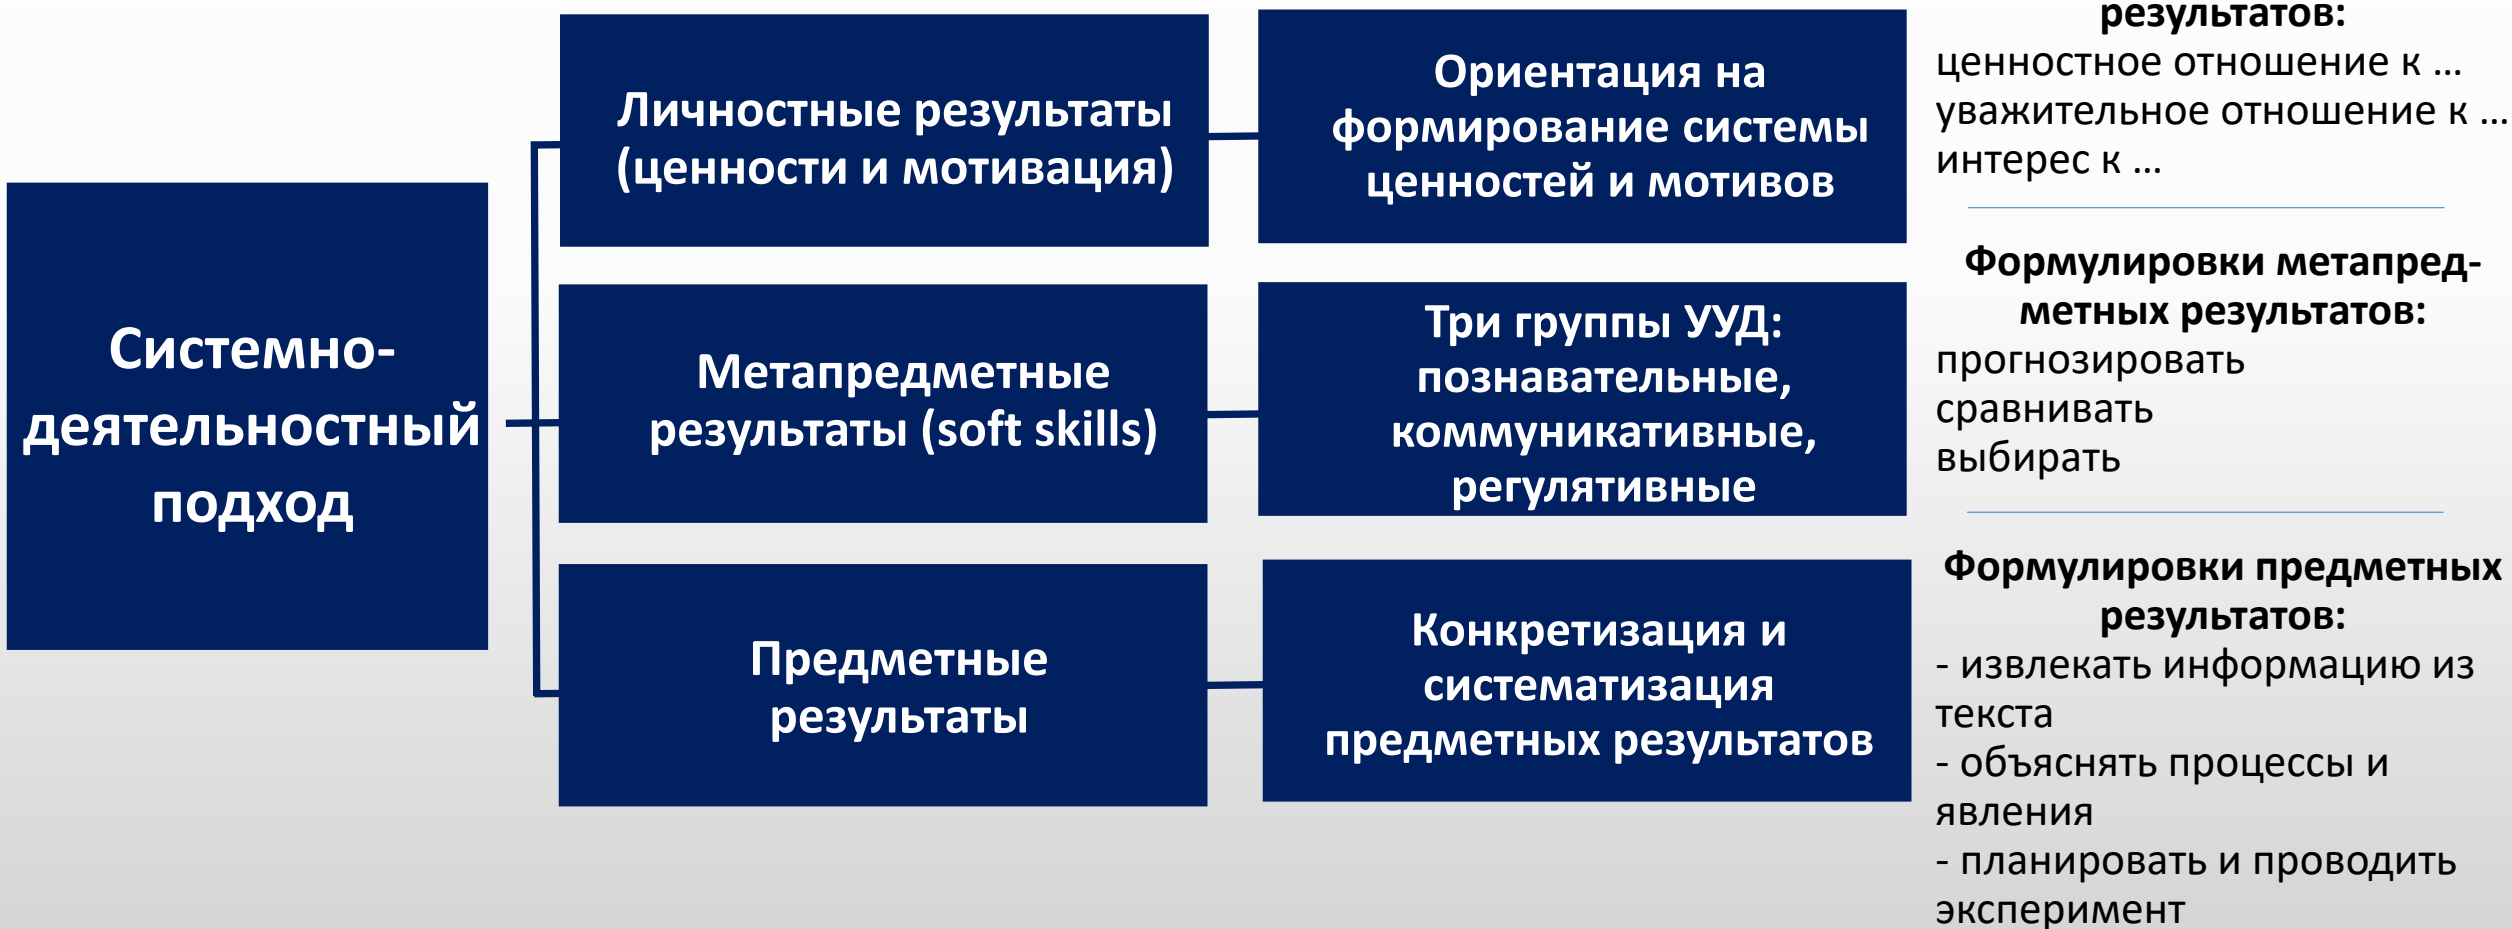 Системно-
деятельностный
подход
Личностные результаты
(ценности и мотивация)
Ориентация на
формирование системы
ценностей и мотивов
результатов:
ценностное отношение к ...
уважительное отношение к ...
интерес к ...
Метапредметные
результаты (soft skills)
Три группы УУД:
познавательные,
коммуникативные,
регулятивные
Формулировки метапред-
метных результатов:
прогнозировать
сравнивать
выбирать
Предметные
результаты
Конкретизация и
систематизация
предметных результатов
Формулировки предметных
результатов:
- извлекать информацию из
текста
- объяснять процессы и
явления
- планировать и проводить
эксперимент